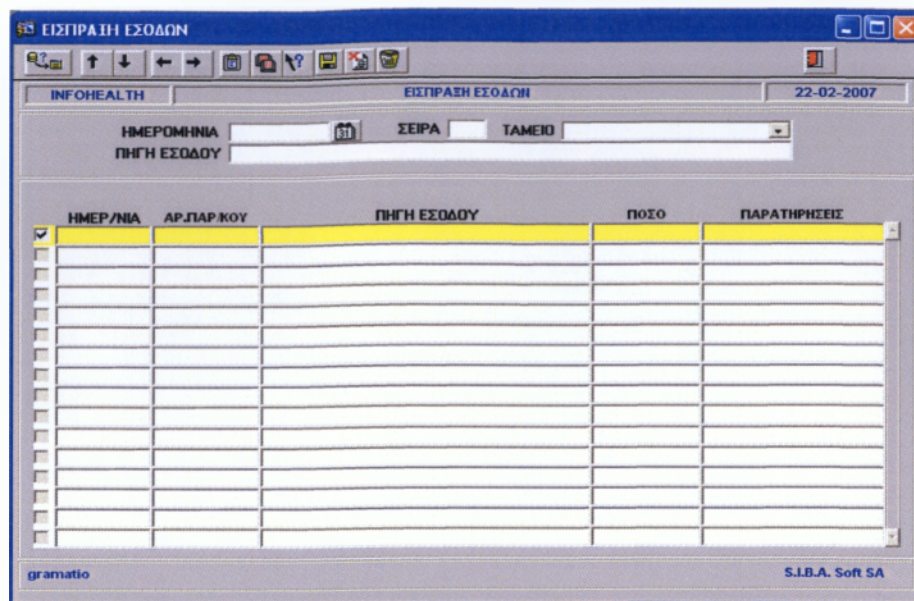 ΕΙΣΠΡΑΞΗ ΕΣΟΔΩΝ
INFOHEALTH ΕΙΣΠΡΑΞΗ ΕΣΟΔΩΝ 22-02-2007
ΗΜΕΡΟΜΗΝΙΑ 31 ΣΕΙΡΑ ΤΑΜΕΙΟ
ΠΗΓΗ ΕΣΟΔΟΥ
ΗΜΕΡ/ΝΙΑ ΑΡ.ΠΑΡ/ΚΟΥ ΠΗΓΗ ΕΣΟΔΟΥ ΠΟΣΟ ΠΑΡΑΤΗΡΗΣΕΙΣ
gramatio S.I.B.A. Soft SA